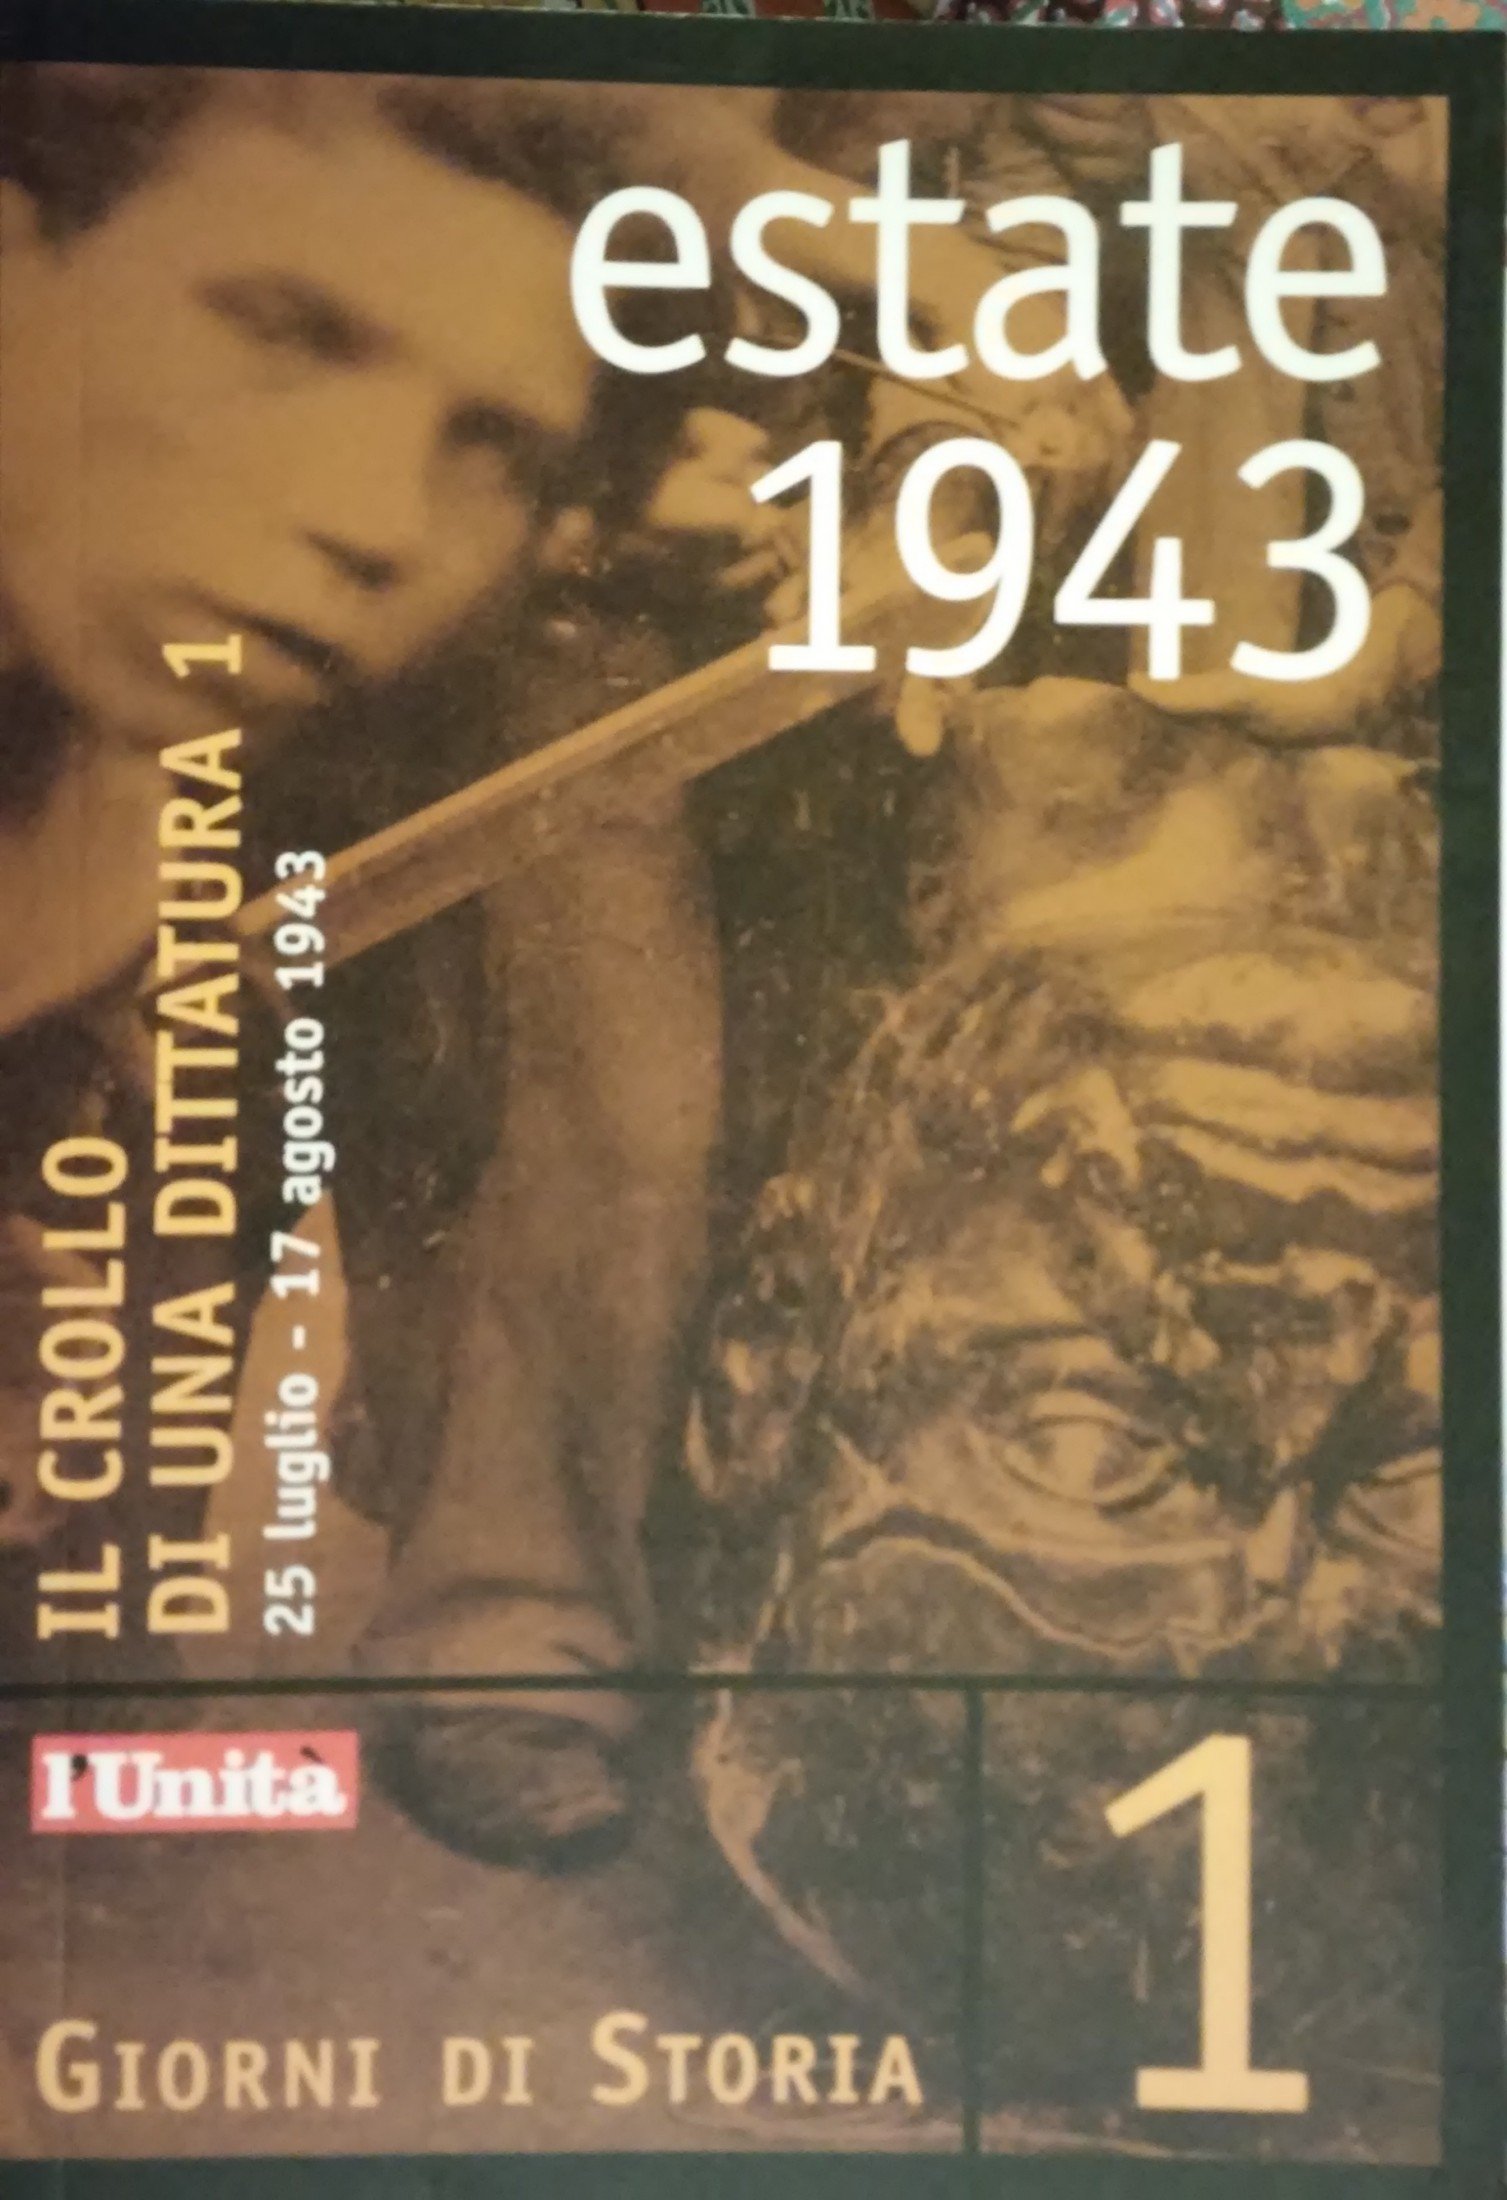 estate
1943
IL CROLLO
DI UNA DITTATURA 1
25 luglio - 17 agosto 1943
l'Unità
GIORNI DI STORIA
1